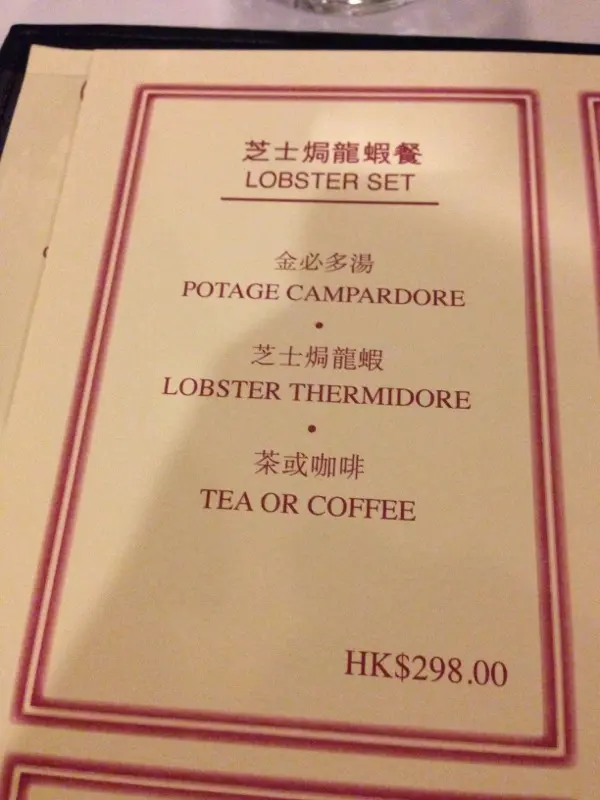 芝士焗龍蝦餐
LOBSTER SET
金必多湯
POTAGE CAMPARDORE
•
芝士焗龍蝦
LOBSTER THERMIDORE
•
茶或咖啡
TEA OR COFFEE
HK$298.00